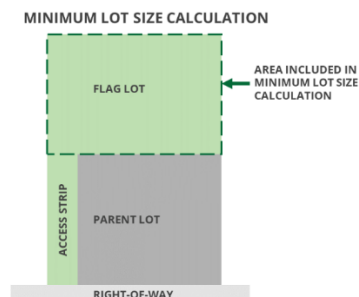 MINIMUM LOT SIZE CALCULATION
FLAG LOT
AREA INCLUDED IN
MINIMUM LOT SIZE
CALCULATION
ACCESS STRIP
PARENT LOT
RIGHT-OF-WAY